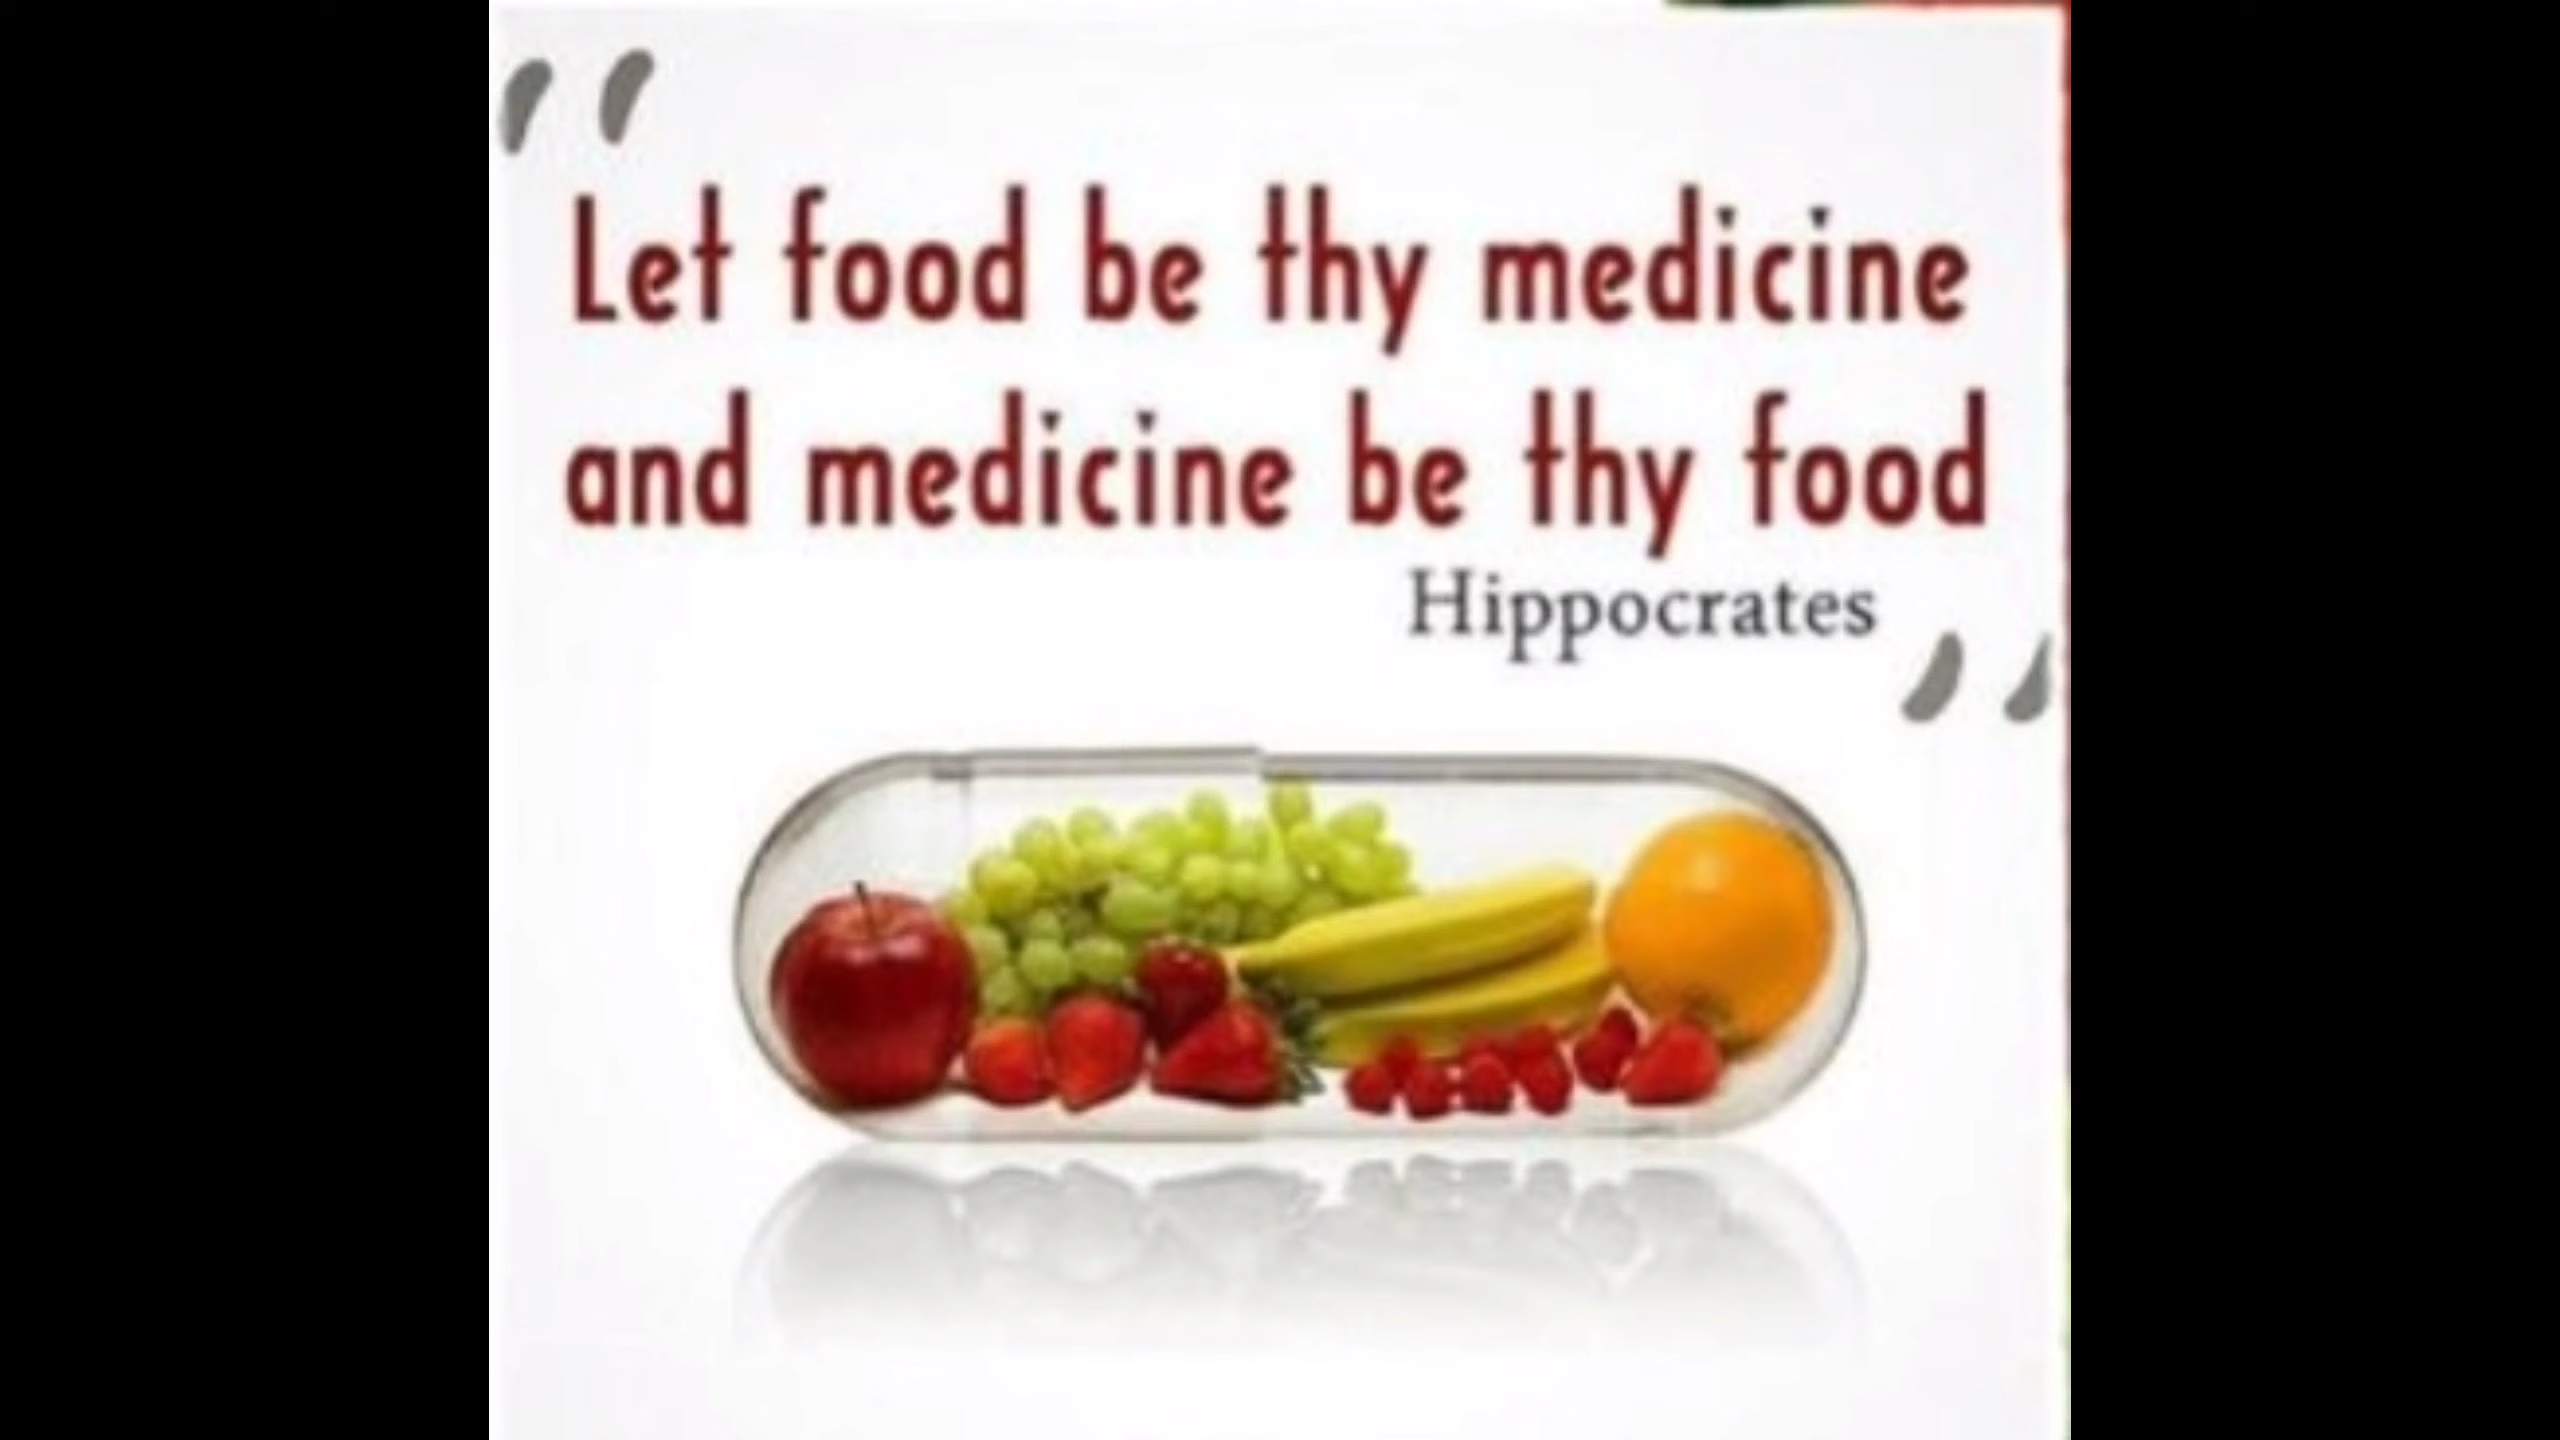 "
Let food be thy medicine
and medicine be thy food
Hippocrates
"